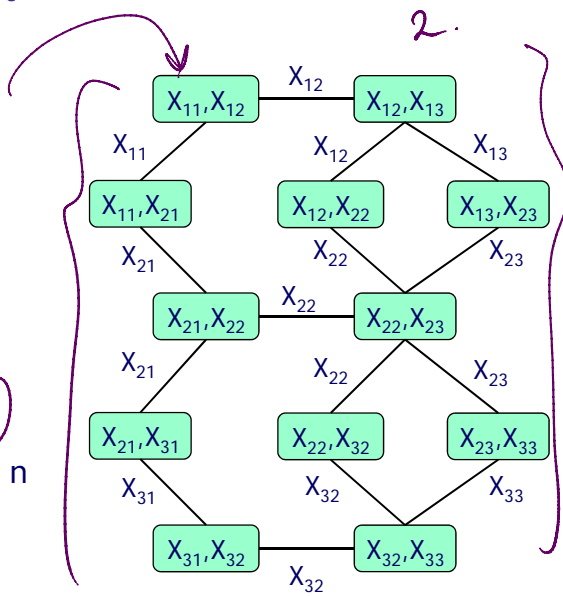 2.
X₁₂
X₁₁,X₁₂ X₁₂,X₁₃
X₁₁ X₁₂ X₁₃
X₁₁,X₂₁ X₁₂,X₂₂ X₁₃,X₂₃
X₂₁ X₂₂ X₂₃
X₂₂
X₂₁,X₂₂ X₂₂,X₂₃
X₂₁ X₂₂ X₂₃
X₂₁,X₃₁ X₂₂,X₃₂ X₂₃,X₃₃
n
X₃₁ X₃₂ X₃₃
X₃₁,X₃₂ X₃₂,X₃₃
X₃₂